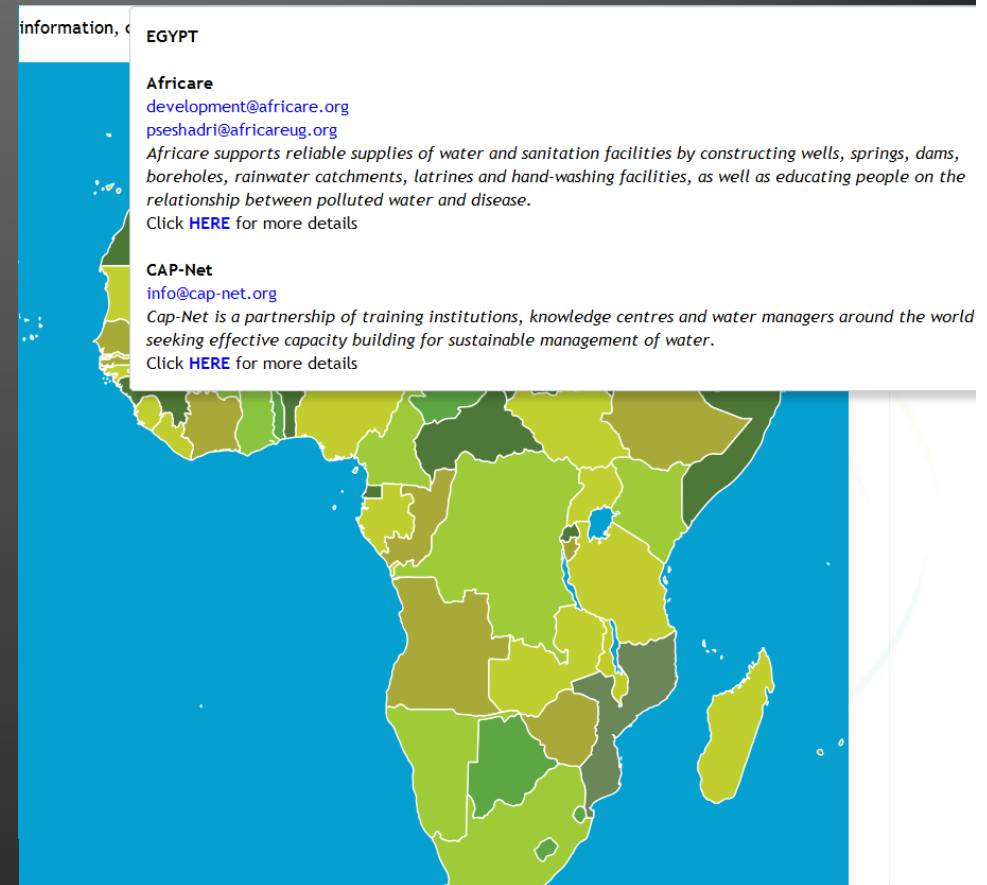 information,
EGYPT
Africare
development@africare.org
pseshadri@africareug.org
Africare supports reliable supplies of water and sanitation facilities by constructing wells, springs, dams,
boreholes, rainwater catchments, latrines and hand-washing facilities, as well as educating people on the
relationship between polluted water and disease.
Click HERE for more details
CAP-Net
info@cap-net.org
Cap-Net is a partnership of training institutions, knowledge centres and water managers around the world
seeking effective capacity building for sustainable management of water.
Click HERE for more details